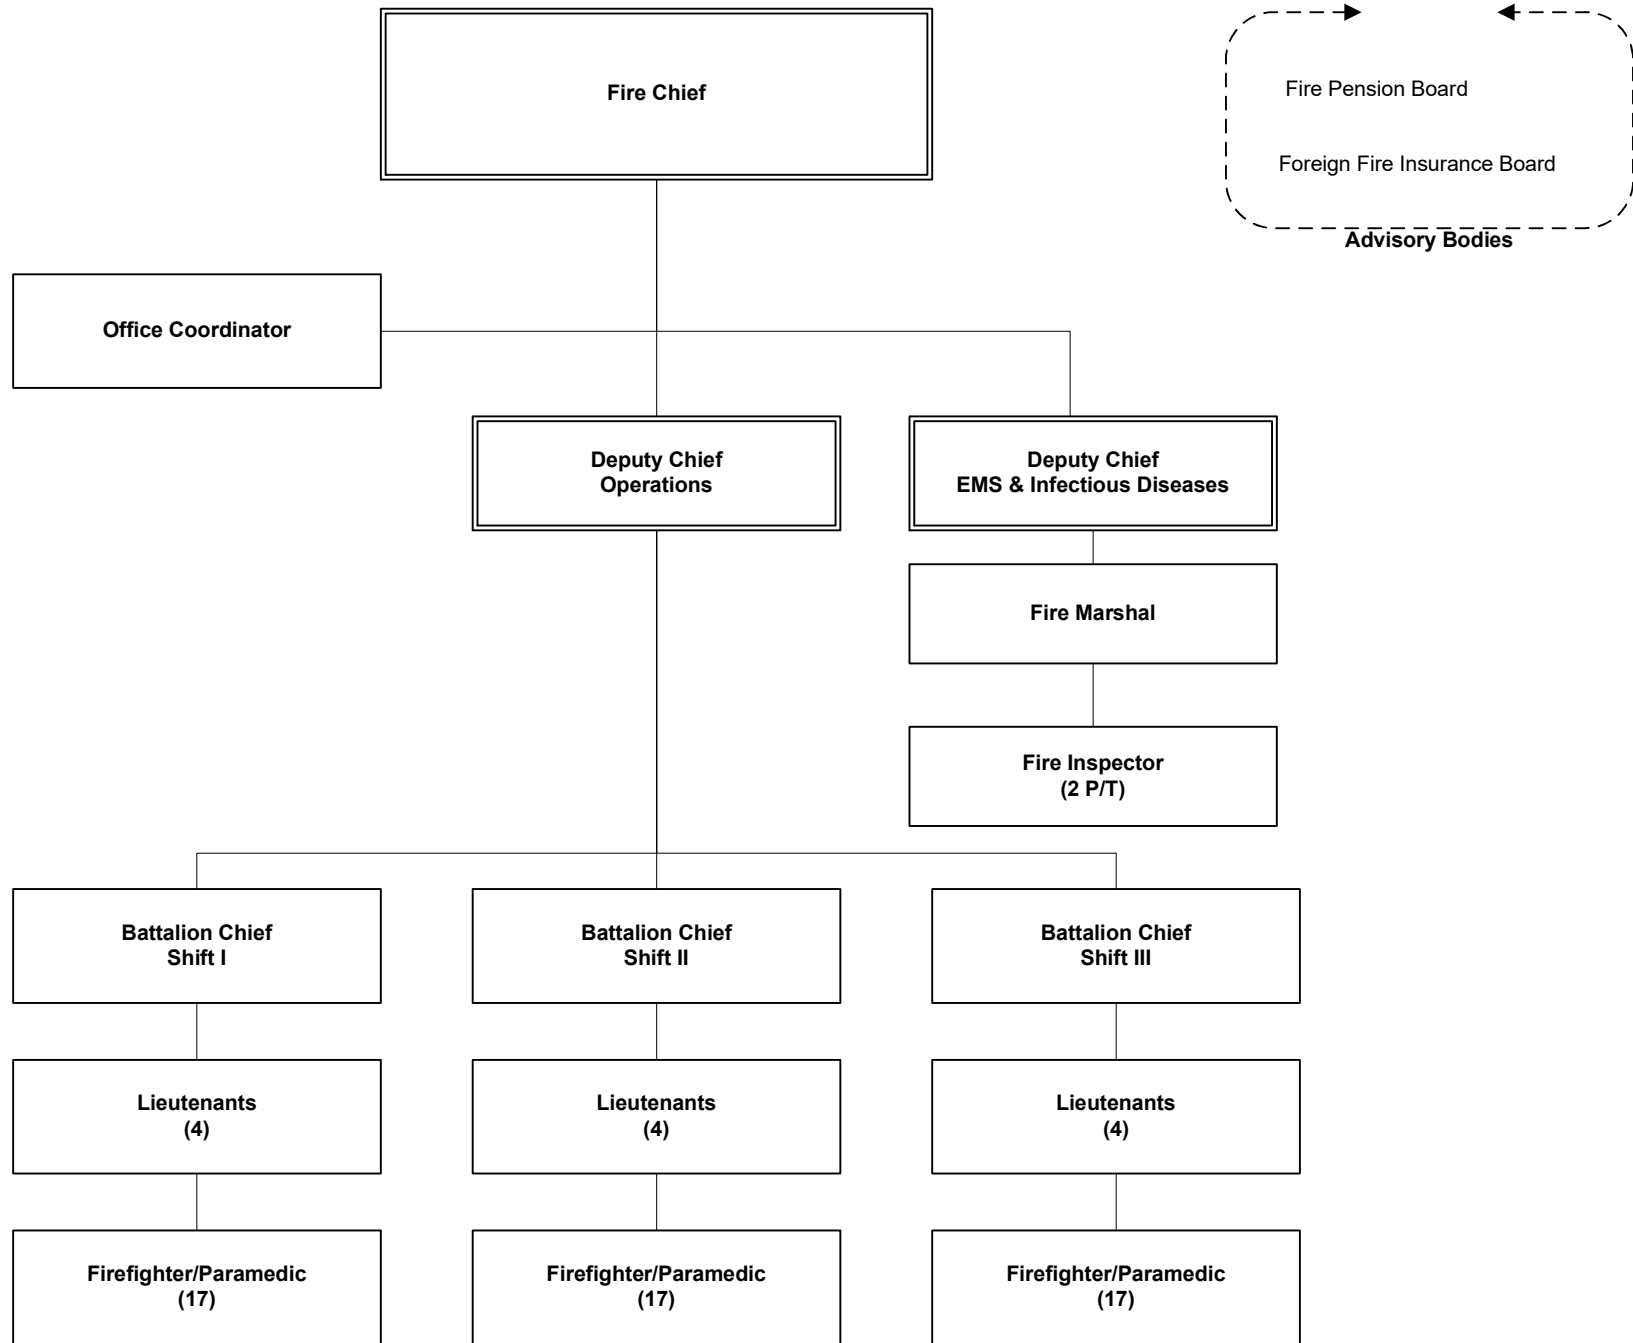 Fire Chief
Fire Pension Board
Foreign Fire Insurance Board
Advisory Bodies
Office Coordinator
Deputy Chief
Operations
Deputy Chief
EMS & Infectious Diseases
Fire Marshal
Fire Inspector
(2 P/T)
Battalion Chief
Shift I
Battalion Chief
Shift II
Battalion Chief
Shift III
Lieutenants
(4)
Lieutenants
(4)
Lieutenants
(4)
Firefighter/Paramedic
(17)
Firefighter/Paramedic
(17)
Firefighter/Paramedic
(17)